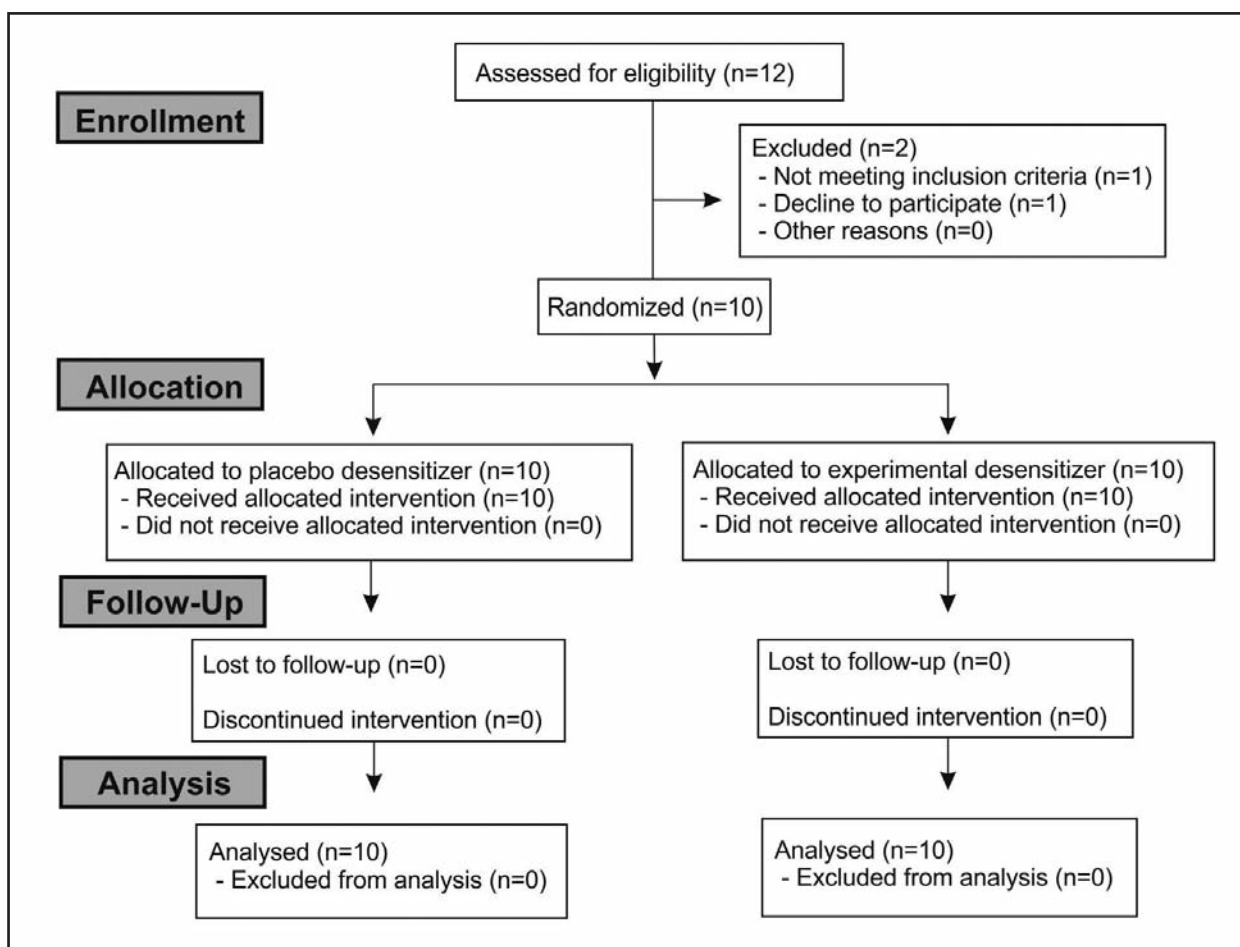 Assessed for eligibility (n=12)
Enrollment
Excluded (n=2)
- Not meeting inclusion criteria (n=1)
- Decline to participate (n=1)
- Other reasons (n=0)
Randomized (n=10)
Allocation
Allocated to placebo desensitizer (n=10)
- Received allocated intervention (n=10)
- Did not receive allocated intervention (n=0)
Allocated to experimental desensitizer (n=10)
- Received allocated intervention (n=10)
- Did not receive allocated intervention (n=0)
Follow-Up
Lost to follow-up (n=0)
Discontinued intervention (n=0)
Lost to follow-up (n=0)
Discontinued intervention (n=0)
Analysis
Analysed (n=10)
- Excluded from analysis (n=0)
Analysed (n=10)
- Excluded from analysis (n=0)